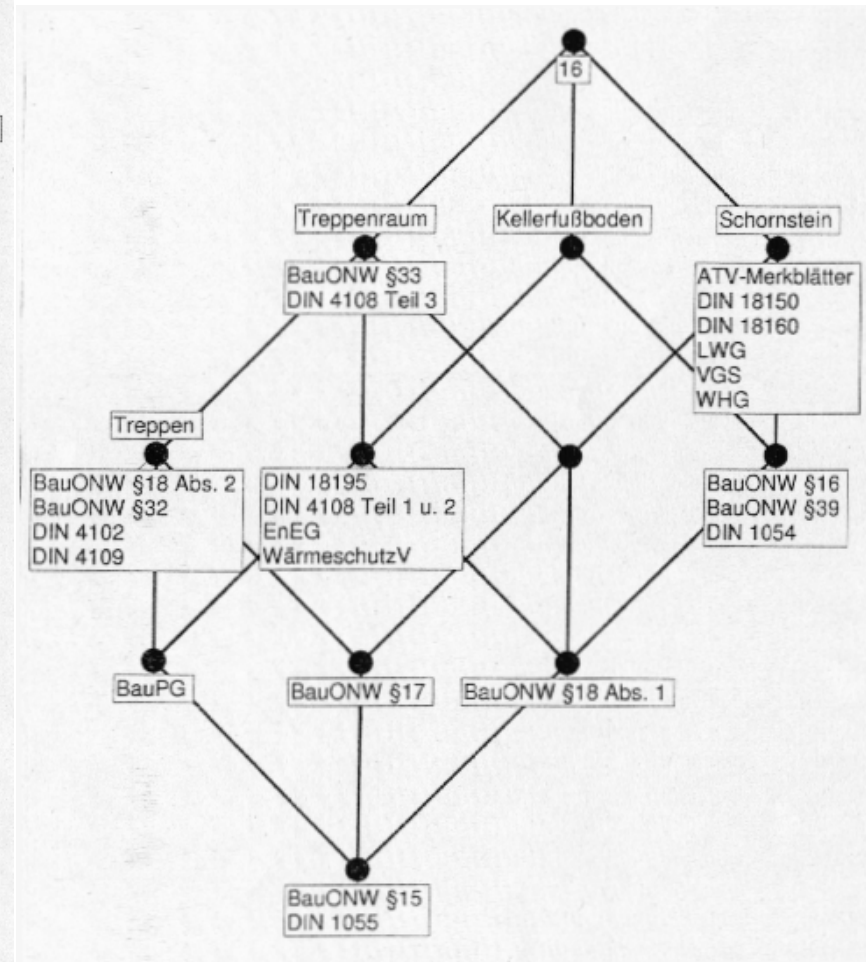 16
Treppenraum
Kellerfußboden
Schornstein
BauONW §33
DIN 4108 Teil 3
ATV-Merkblätter
DIN 18150
DIN 18160
LWG
VGS
WHG
Treppen
BauONW §18 Abs. 2
BauONW §32
DIN 4102
DIN 4109
DIN 18195
DIN 4108 Teil 1 u. 2
EnEG
WärmeschutzV
BauONW §16
BauONW §39
DIN 1054
BauPG
BauONW §17
BauONW §18 Abs. 1
BauONW §15
DIN 1055